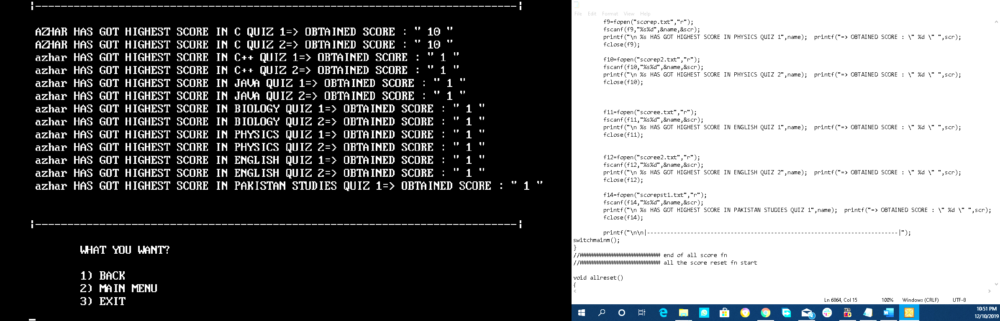 ¦---------------------------------------------------------------------------¦
AZHAR HAS GOT HIGHEST SCORE IN C QUIZ 1=> OBTAINED SCORE : " 10 "
AZHAR HAS GOT HIGHEST SCORE IN C QUIZ 2=> OBTAINED SCORE : " 10 "
azhar HAS GOT HIGHEST SCORE IN C++ QUIZ 1=> OBTAINED SCORE : " 1 "
azhar HAS GOT HIGHEST SCORE IN C++ QUIZ 2=> OBTAINED SCORE : " 1 "
azhar HAS GOT HIGHEST SCORE IN JAVA QUIZ 1=> OBTAINED SCORE : " 1 "
azhar HAS GOT HIGHEST SCORE IN JAVA QUIZ 2=> OBTAINED SCORE : " 1 "
azhar HAS GOT HIGHEST SCORE IN BIOLOGY QUIZ 1=> OBTAINED SCORE : " 1 "
azhar HAS GOT HIGHEST SCORE IN BIOLOGY QUIZ 2=> OBTAINED SCORE : " 1 "
azhar HAS GOT HIGHEST SCORE IN PHYSICS QUIZ 1=> OBTAINED SCORE : " 1 "
azhar HAS GOT HIGHEST SCORE IN PHYSICS QUIZ 2=> OBTAINED SCORE : " 1 "
azhar HAS GOT HIGHEST SCORE IN ENGLISH QUIZ 1=> OBTAINED SCORE : " 1 "
azhar HAS GOT HIGHEST SCORE IN ENGLISH QUIZ 2=> OBTAINED SCORE : " 1 "
azhar HAS GOT HIGHEST SCORE IN PAKISTAN STUDIES QUIZ 1=> OBTAINED SCORE : " 1 "
¦---------------------------------------------------------------------------¦
WHAT YOU WANT?
1) BACK
2) MAIN MENU
3) EXIT
File Edit Format View Help
f9=fopen("scorep.txt","r");
fscanf(f9,"%s%d",&name,&scr);
printf("\n %s HAS GOT HIGHEST SCORE IN PHYSICS QUIZ 1",name); printf("=> OBTAINED SCORE : \" %d \" ",scr);
fclose(f9);
f10=fopen("scorep2.txt","r");
fscanf(f10,"%s%d",&name,&scr);
printf("\n %s HAS GOT HIGHEST SCORE IN PHYSICS QUIZ 2",name); printf("=> OBTAINED SCORE : \" %d \" ",scr);
fclose(f10);
f11=fopen("scoree.txt","r");
fscanf(f11,"%s%d",&name,&scr);
printf("\n %s HAS GOT HIGHEST SCORE IN ENGLISH QUIZ 1",name); printf("=> OBTAINED SCORE : \" %d \" ",scr);
fclose(f11);
f12=fopen("scoree2.txt","r");
fscanf(f12,"%s%d",&name,&scr);
printf("\n %s HAS GOT HIGHEST SCORE IN ENGLISH QUIZ 2",name); printf("=> OBTAINED SCORE : \" %d \" ",scr);
fclose(f12);
f14=fopen("scorepst1.txt","r");
fscanf(f14,"%s%d",&name,&scr);
printf("\n %s HAS GOT HIGHEST SCORE IN PAKISTAN STUDIES QUIZ 1",name); printf("=> OBTAINED SCORE : \" %d \" ",scr);
fclose(f14);
printf("\n\n|---------------------------------------------------------------------------|");
switchmainm();
}
//######################## end of all score fn
//######################## all the score reset fn start
void allreset()
{
Ln 6864, Col 15 100% Windows (CRLF) UTF-8
10:51 PM
12/10/2019